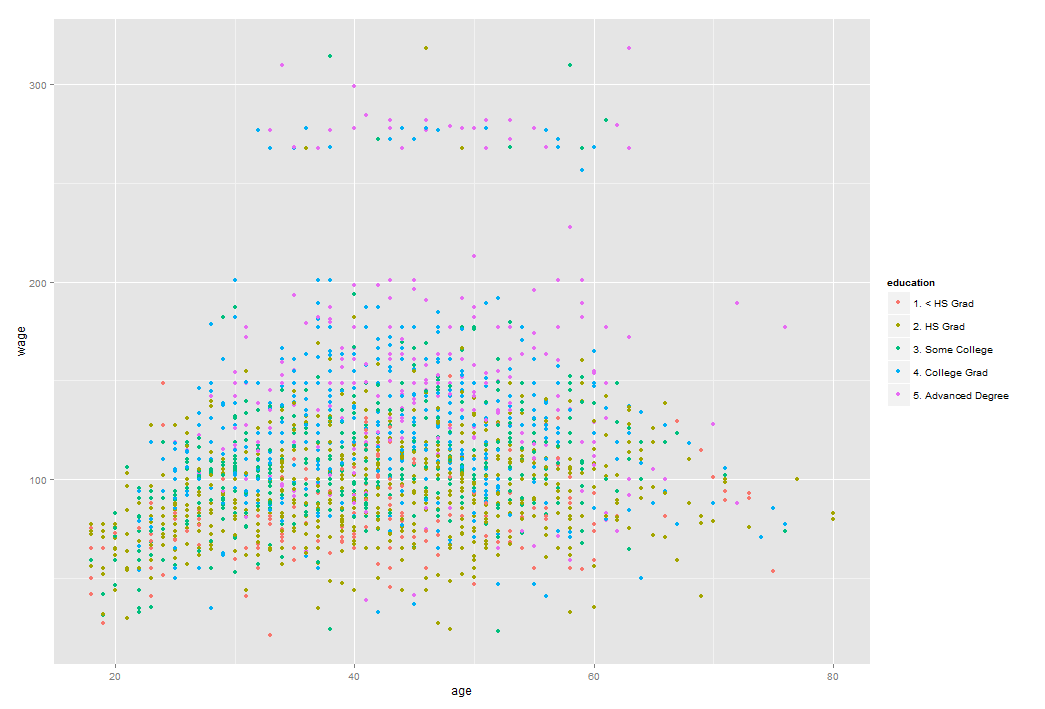 300
200
100
wage
20
40
60
80
age
education
1. < HS Grad
2. HS Grad
3. Some College
4. College Grad
5. Advanced Degree